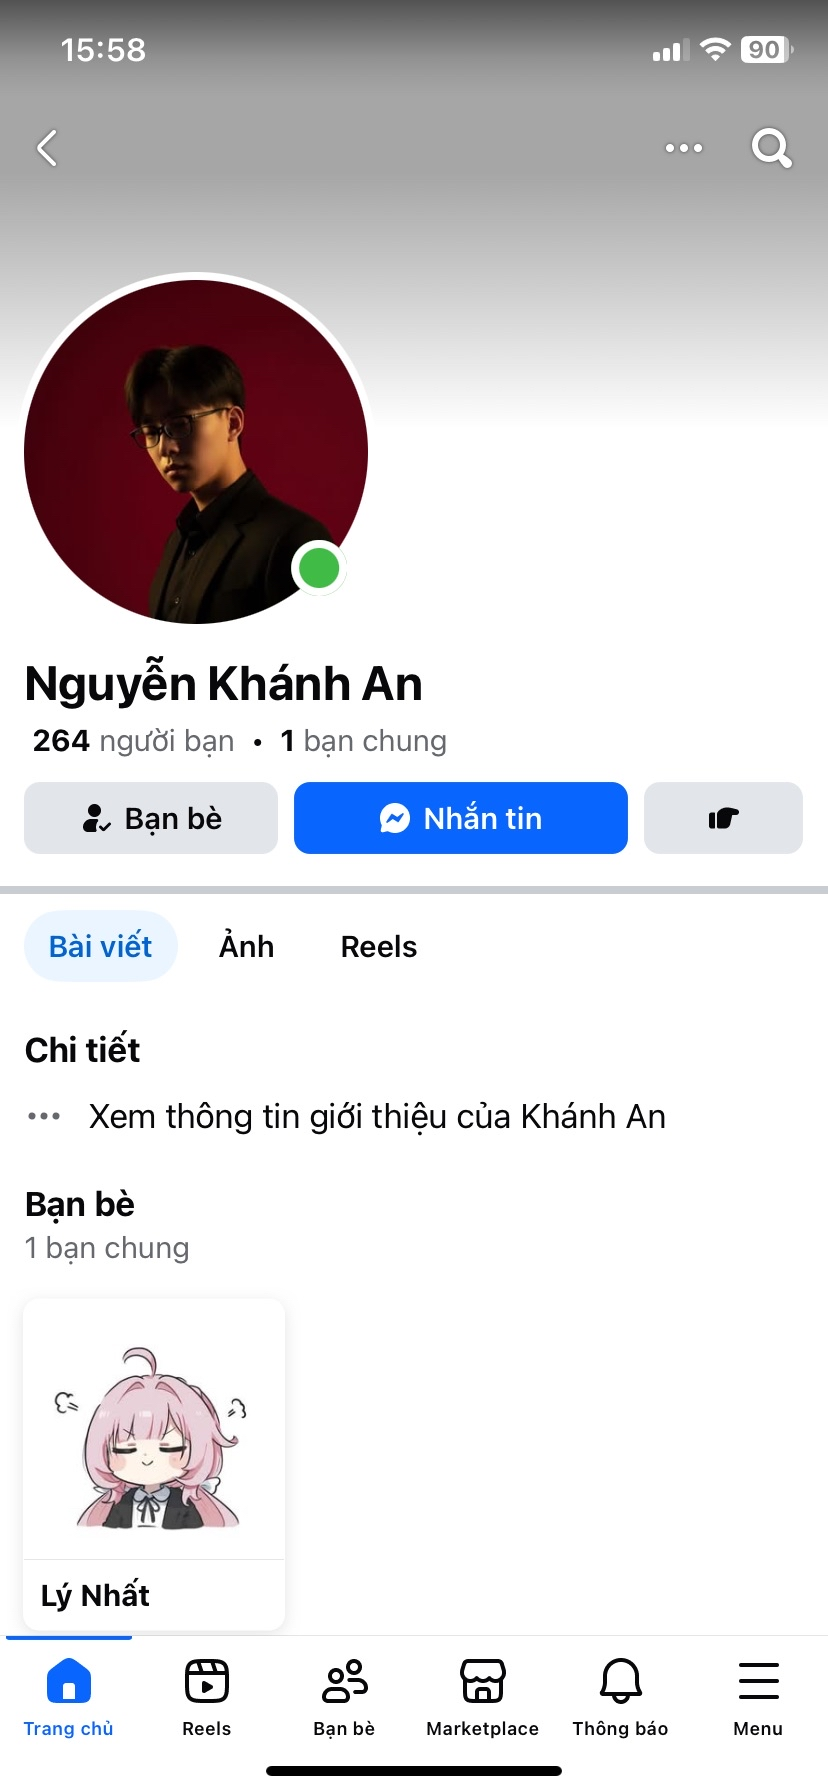 15:58
90
Nguyễn Khánh An
264 người bạn • 1 bạn chung
Bạn bè
Nhắn tin
Bài viết
Ảnh
Reels
Chi tiết
Xem thông tin giới thiệu của Khánh An
Bạn bè
1 bạn chung
Lý Nhất
Trang chủ
Reels
Bạn bè
Marketplace
Thông báo
Menu